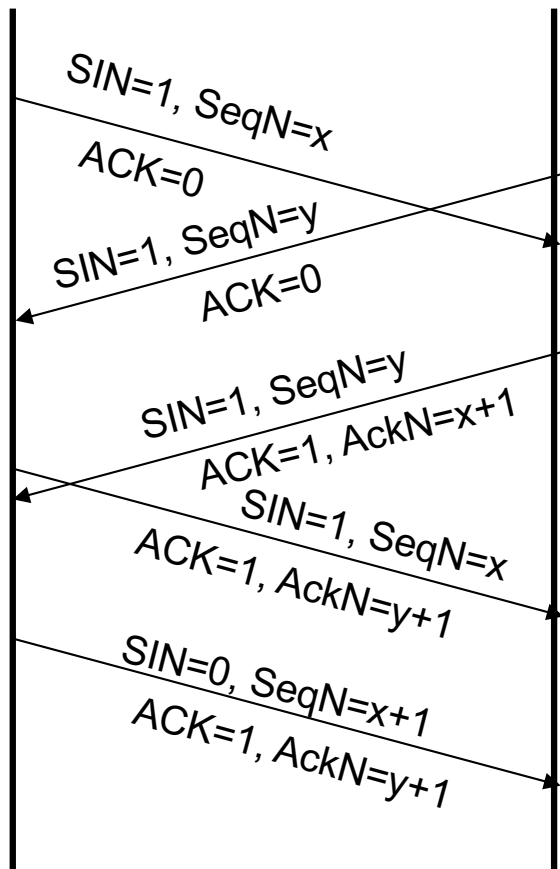 SIN=1, SeqN=x
ACK=0
SIN=1, SeqN=y
ACK=0
SIN=1, SeqN=y
ACK=1, AckN=x+1
SIN=1, SeqN=x
ACK=1, AckN=y+1
SIN=0, SeqN=x+1
ACK=1, AckN=y+1